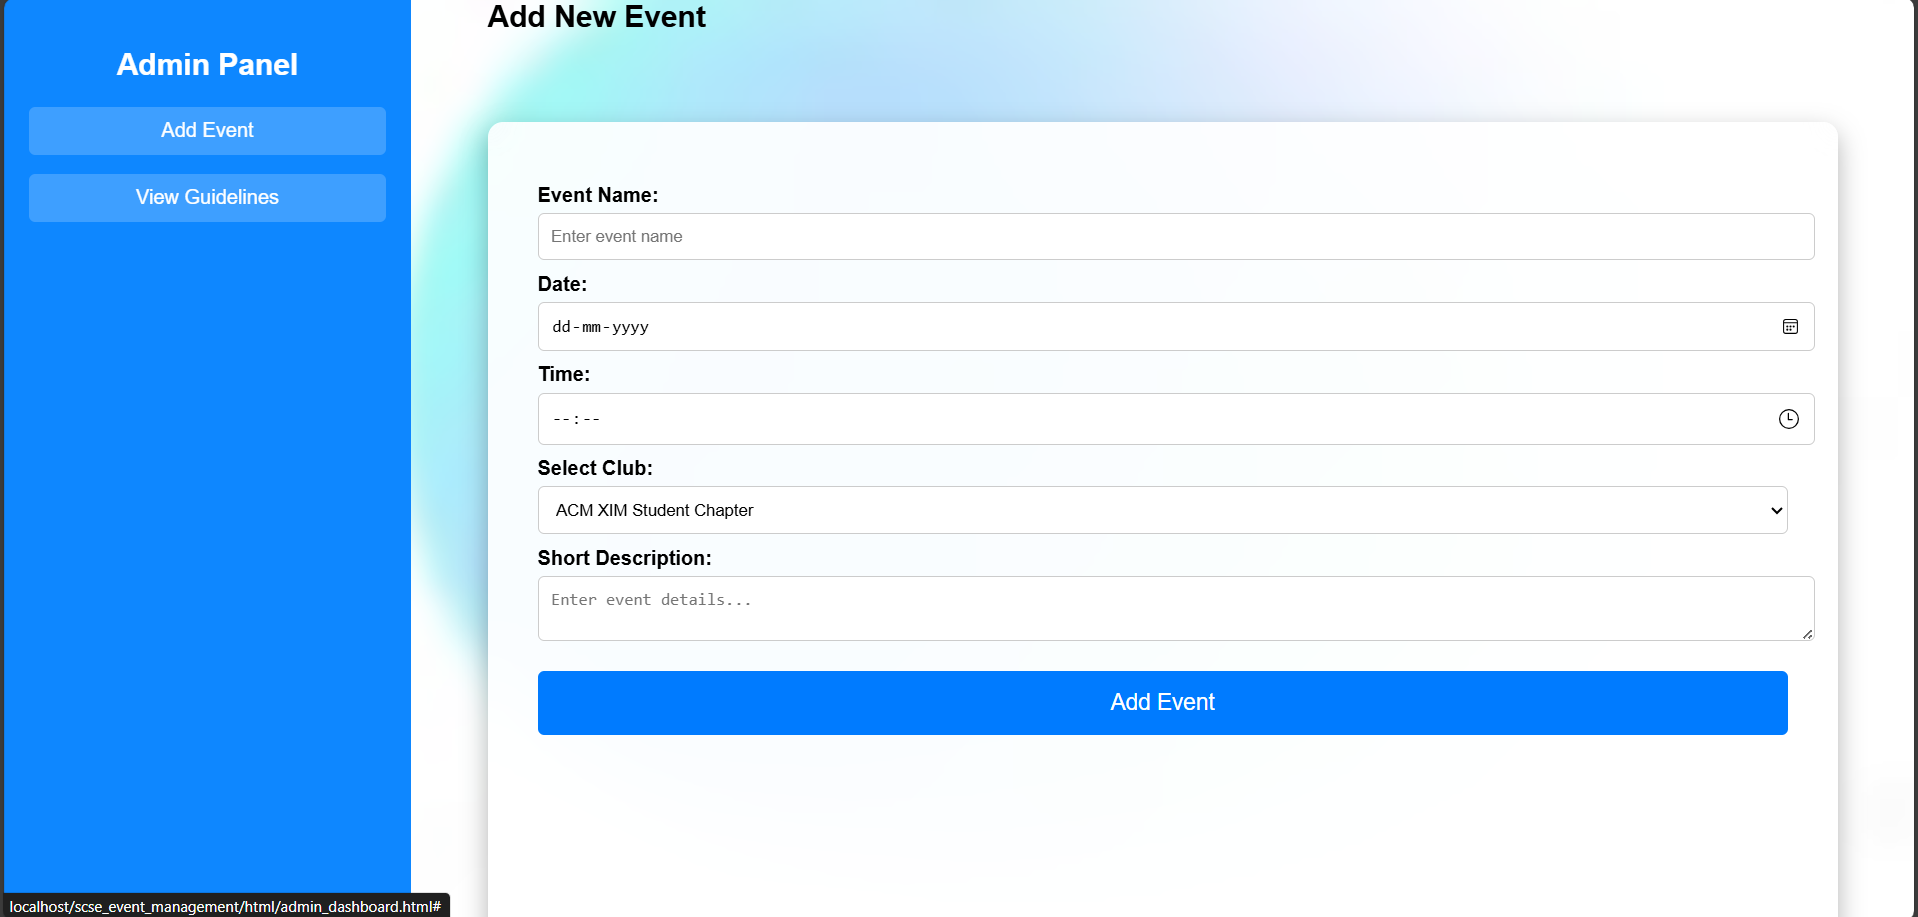 Admin Panel
Add Event
View Guidelines
Add New Event
Event Name:
Enter event name
Date:
dd-mm-yyyy
Time:
--:--
Select Club:
ACM XIM Student Chapter
Short Description:
Enter event details...
Add Event
localhost/scse_event_management/html/admin_dashboard.html#